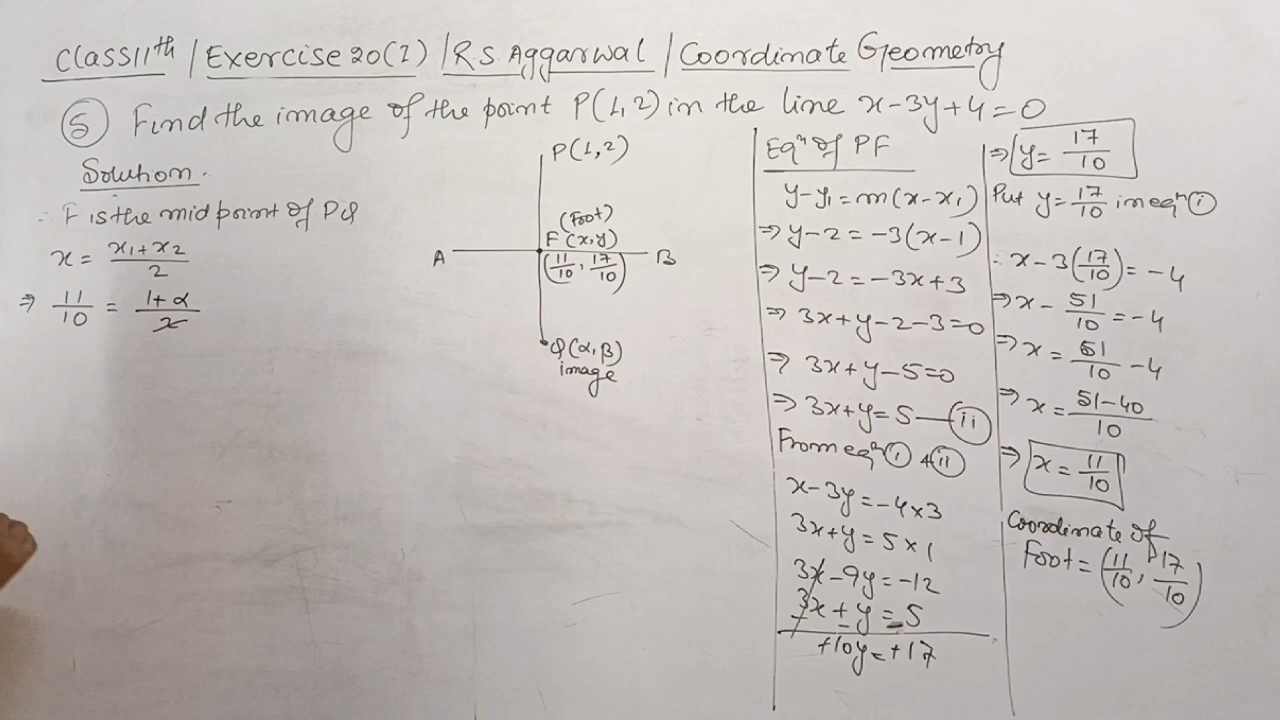 Class 11th / Exercise 20(I) / R.S. Aggarwal / Coordinate Geometry
(5) Find the image of the point P(1,2) in the line x-3y+4=0
Solution.
∴ F is the mid point of PQ
x = (x₁+x₂)/2
⇒ 11/10 = (1+α)/2
P(1,2)
(Foot)
F(x,y)
A
B
(11/10, 17/10)
Q(α,β)
image
Eqⁿ of PF
y-y₁=m(x-x₁)
⇒ y-2=-3(x-1)
⇒ y-2=-3x+3
⇒ 3x+y-2-3=0
⇒ 3x+y-5=0
⇒ 3x+y=5—(ii)
From eqⁿ (i) & (ii)
x-3y=-4×3
3x+y=5×1
3x-9y=-12
3x+y=5
- - -
+10y=+17
⇒ y= 17/10
Put y=17/10 in eqⁿ (i)
∴ x-3(17/10)=-4
⇒ x- 51/10=-4
⇒ x= 51/10 -4
⇒ x= (51-40)/10
⇒ x= 11/10
Coordinate of
Foot= (11/10, 17/10)